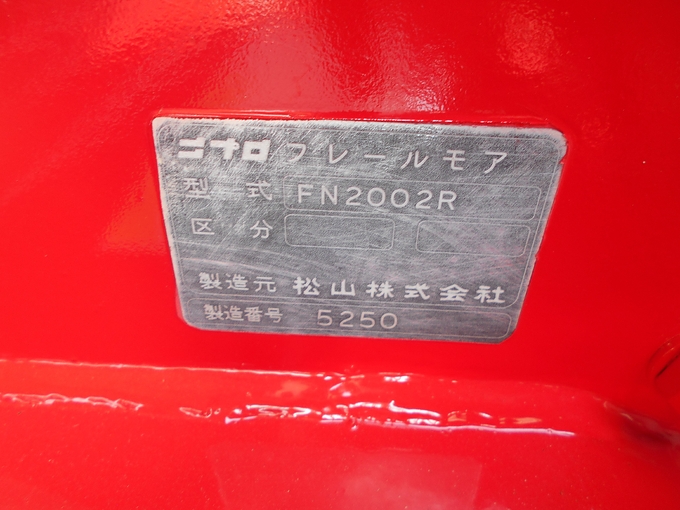 ニプロ フレールモア
型式 FN2002R
区分
製造元 松山株式会社
製造番号 5250